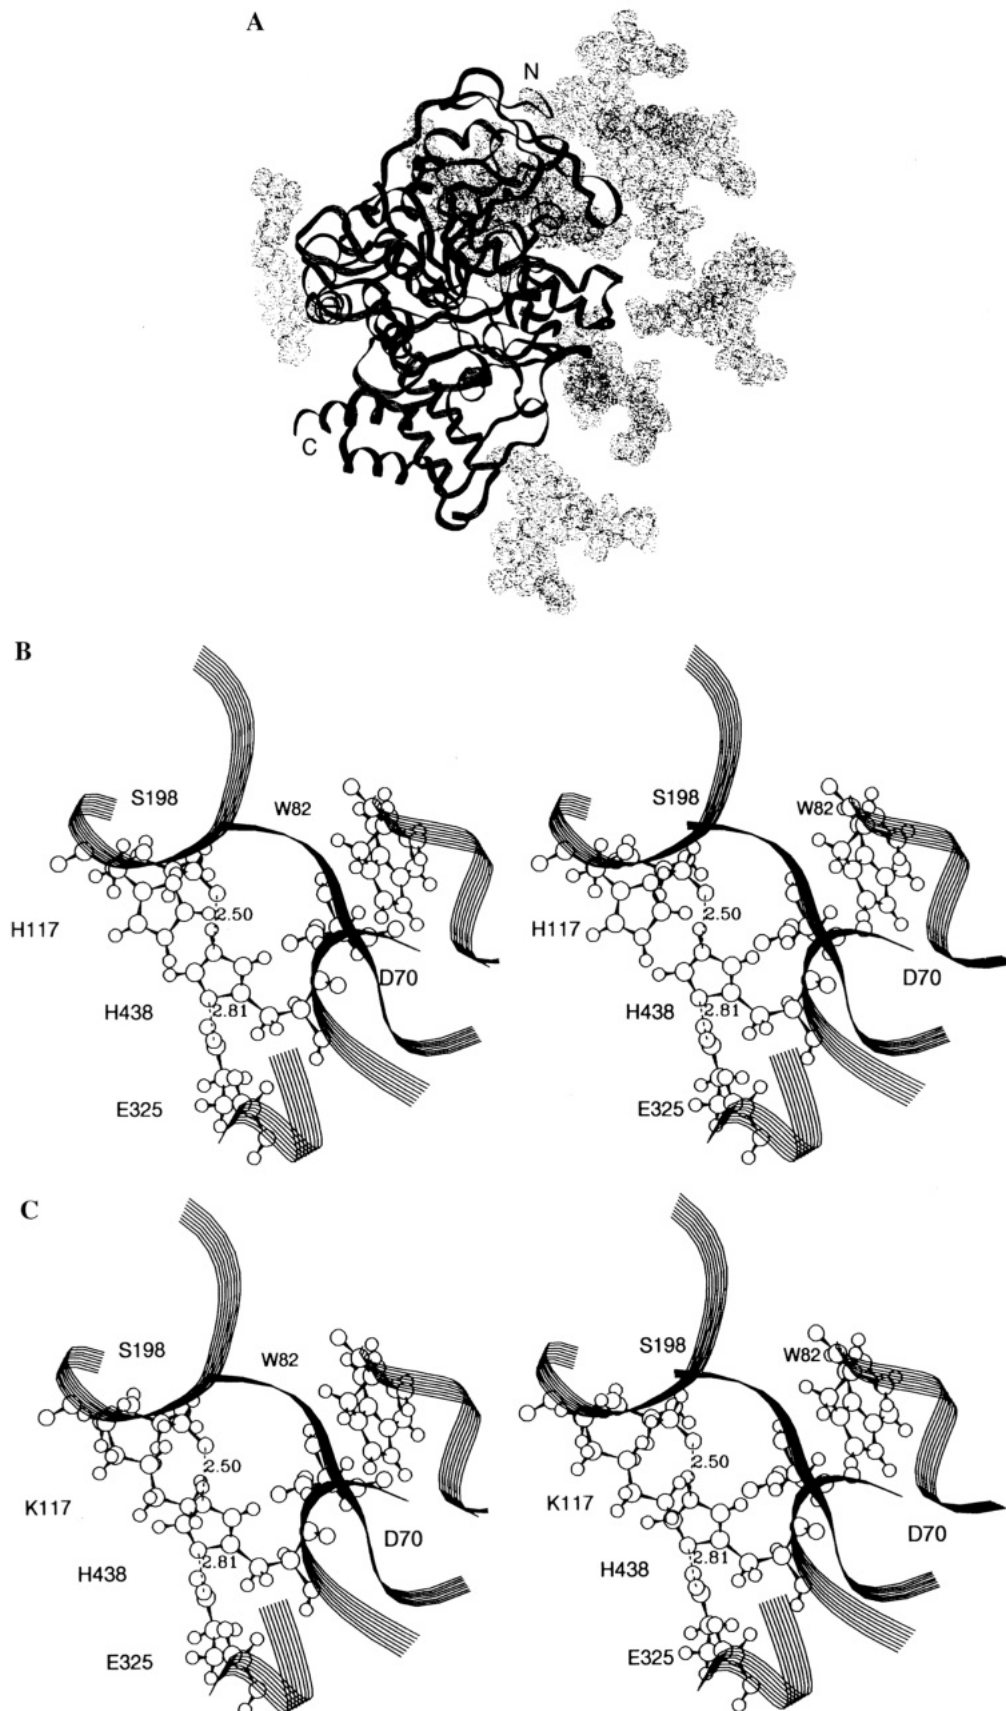 A
N
C
B
S198 W82 S198 W82
2.50 2.50
H117 H117
D70 D70
H438 2.81 H438 2.81
E325 E325
C
S198 W82 S198 W82
2.50 2.50
K117 K117
D70 D70
H438 2.81 H438 2.81
E325 E325